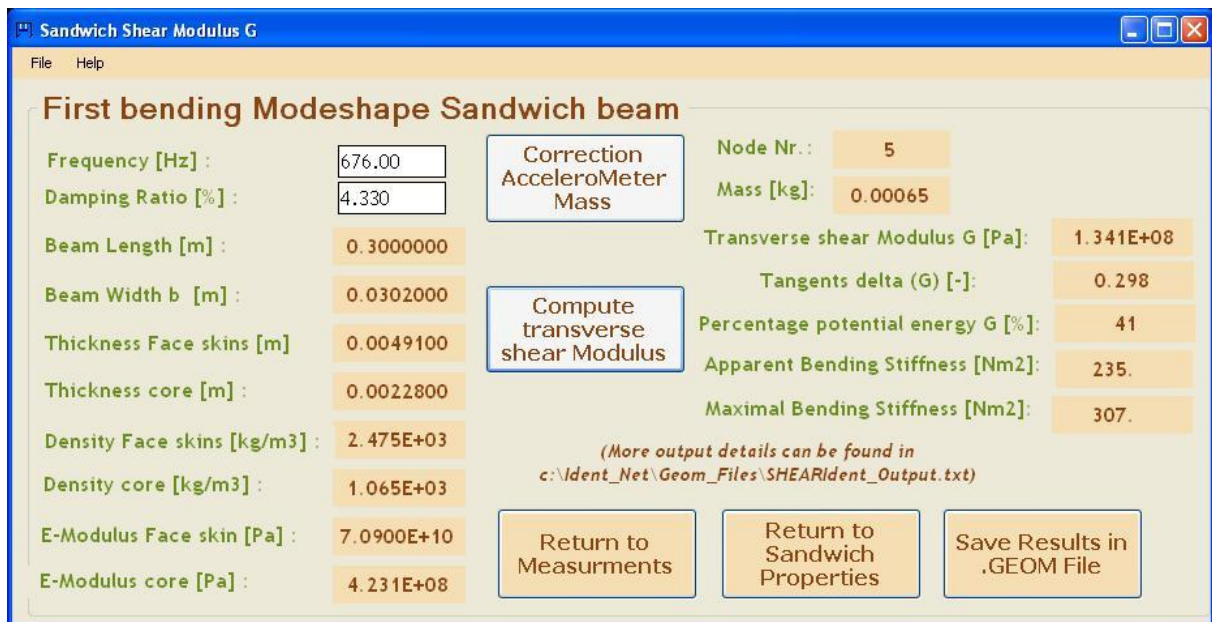 Sandwich Shear Modulus G
File Help
First bending Modeshape Sandwich beam
Frequency [Hz] : 676.00
Damping Ratio [%] : 4.330
Beam Length [m] : 0.3000000
Beam Width b [m] : 0.0302000
Thickness Face skins [m] 0.0049100
Thickness core [m] : 0.0022800
Density Face skins [kg/m3] : 2.475E+03
Density core [kg/m3] : 1.065E+03
E-Modulus Face skin [Pa] : 7.0900E+10
E-Modulus core [Pa] : 4.231E+08
Correction
AcceleroMeter
Mass
Compute
transverse
shear Modulus
Node Nr. : 5
Mass [kg]: 0.00065
Transverse shear Modulus G [Pa]: 1.341E+08
Tangents delta (G) [-]: 0.298
Percentage potential energy G [%]: 41
Apparent Bending Stiffness [Nm2]: 235.
Maximal Bending Stiffness [Nm2]: 307.
(More output details can be found in
c:\Ident_Net\Geom_Files\SHEARIdent_Output.txt)
Return to
Measurments
Return to
Sandwich
Properties
Save Results in
.GEOM File